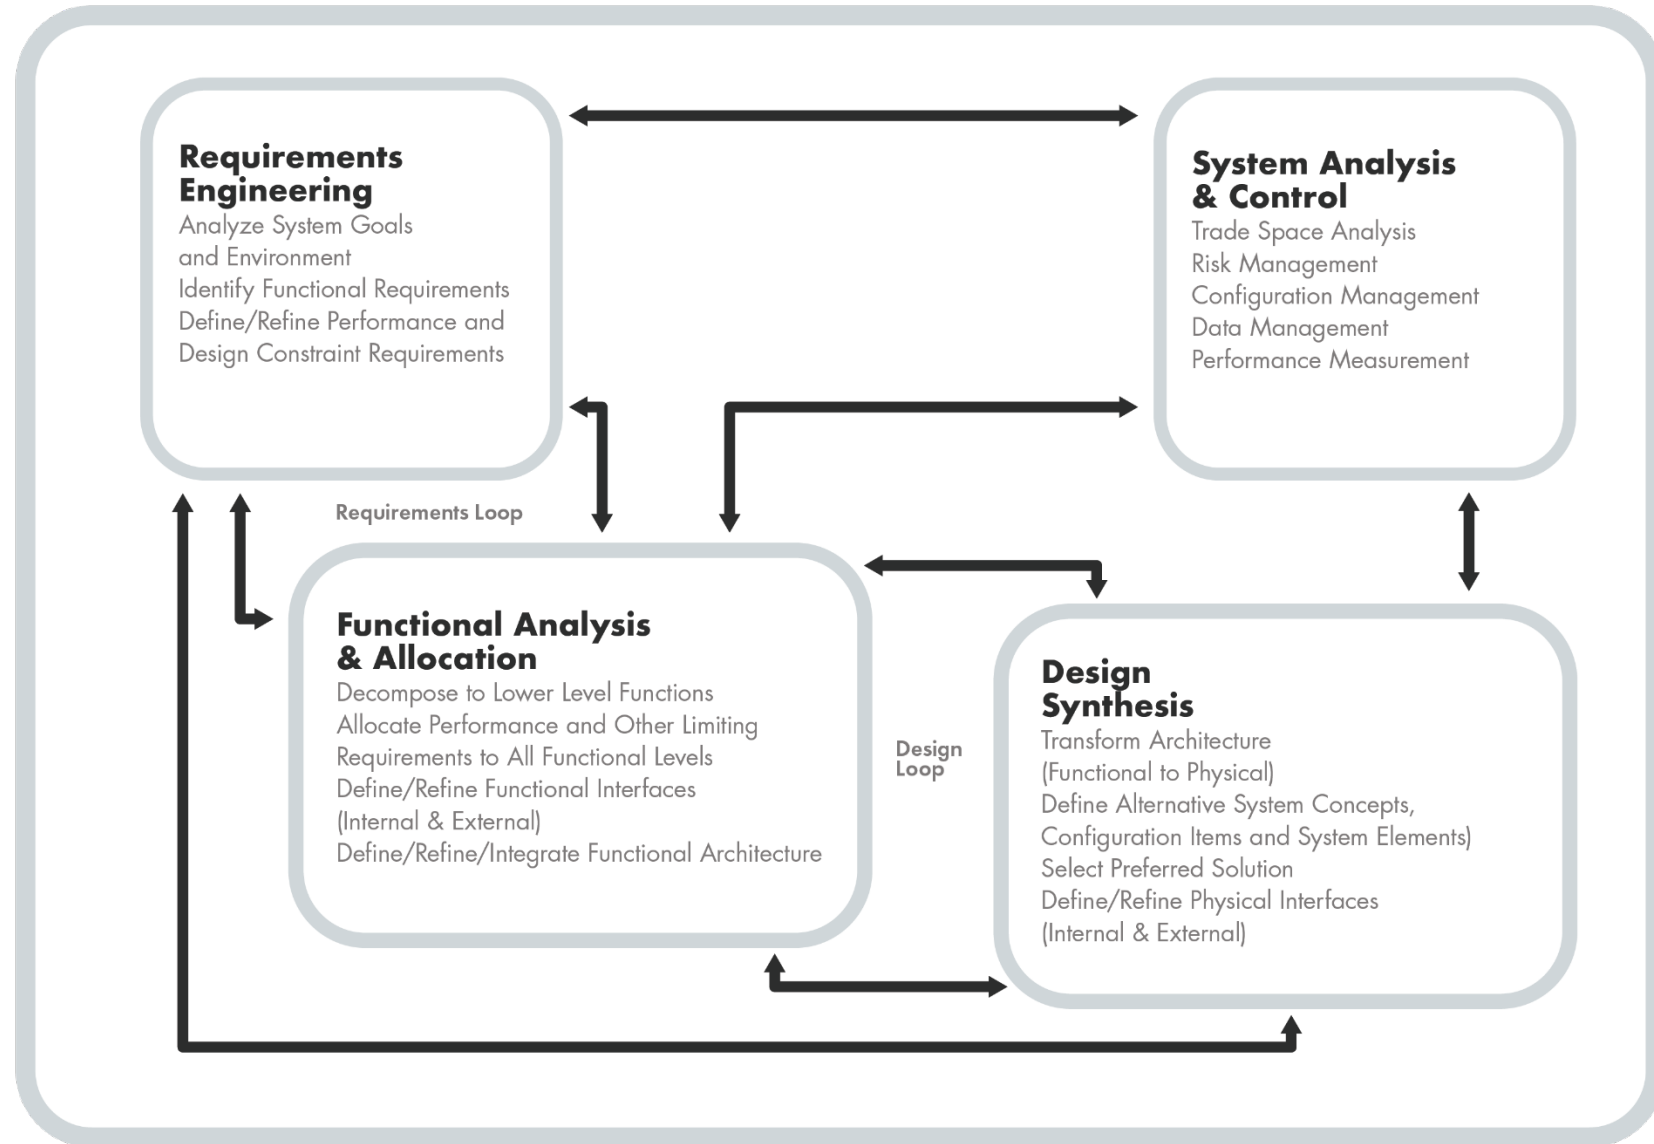 Requirements
Engineering
Analyze System Goals
and Environment
Identify Functional Requirements
Define/Refine Performance and
Design Constraint Requirements
System Analysis
& Control
Trade Space Analysis
Risk Management
Configuration Management
Data Management
Performance Measurement
Requirements Loop
Functional Analysis
& Allocation
Decompose to Lower Level Functions
Allocate Performance and Other Limiting
Requirements to All Functional Levels
Define/Refine Functional Interfaces
(Internal & External)
Define/Refine/Integrate Functional Architecture
Design
Loop
Design
Synthesis
Transform Architecture
(Functional to Physical)
Define Alternative System Concepts,
Configuration Items and System Elements)
Select Preferred Solution
Define/Refine Physical Interfaces
(Internal & External)